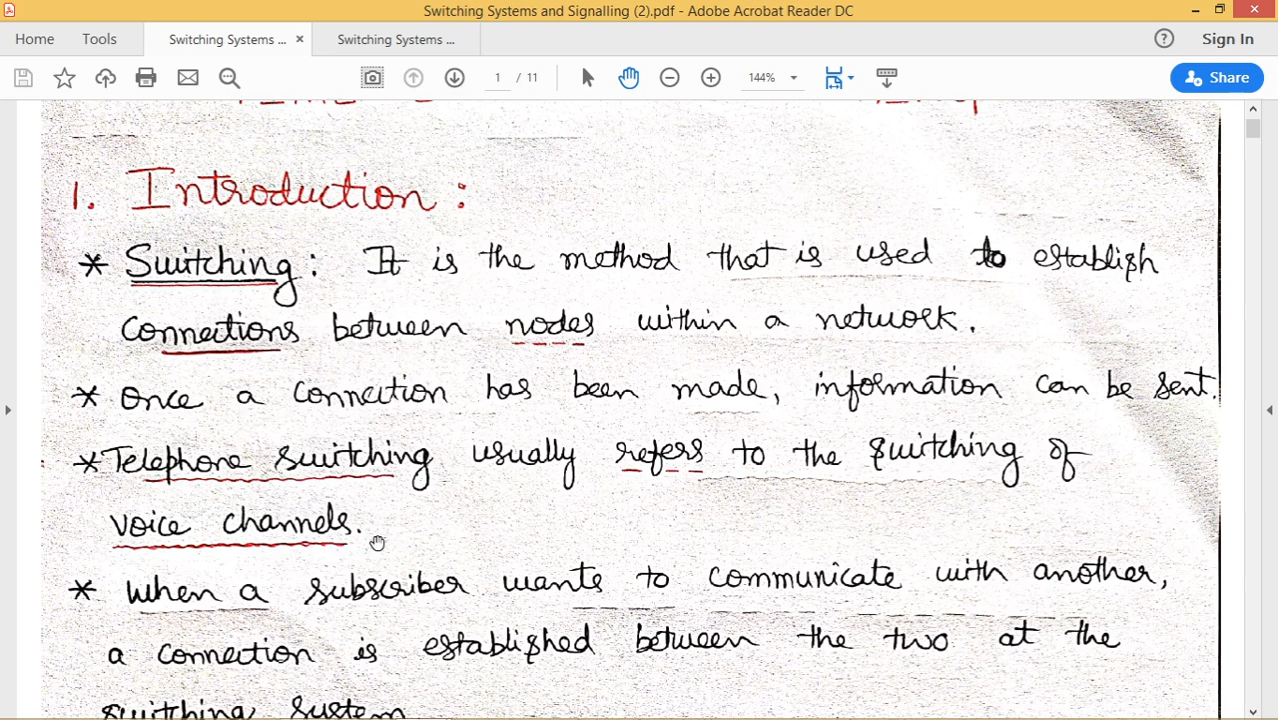 Switching Systems and Signalling (2).pdf - Adobe Acrobat Reader DC
Home Tools Switching Systems ... × Switching Systems ... Sign In
1 / 11 144% Share
1. Introduction :
* Switching : It is the method that is used to establish
connections between nodes within a network.
* Once a connection has been made, information can be sent.
* Telephone switching usually refers to the switching of
voice channels.
* When a subscriber wants to communicate with another,
a connection is established between the two at the
switching system